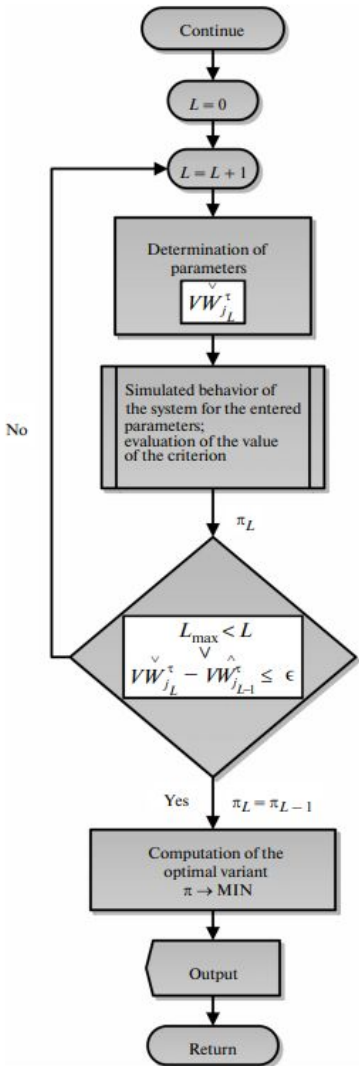 Continue
L = 0
L = L + 1
Determination of
parameters
VW̌^τ_{j_L}
Simulated behavior of
the system for the entered
parameters;
evaluation of the value
of the criterion
No
π_L
L_max < L
∨
VW̌^τ_{j_L} − VŴ^τ_{j_{L-1}} ≤ ϵ
Yes
π_L = π_{L − 1}
Computation of the
optimal variant
π → MIN
Output
Return